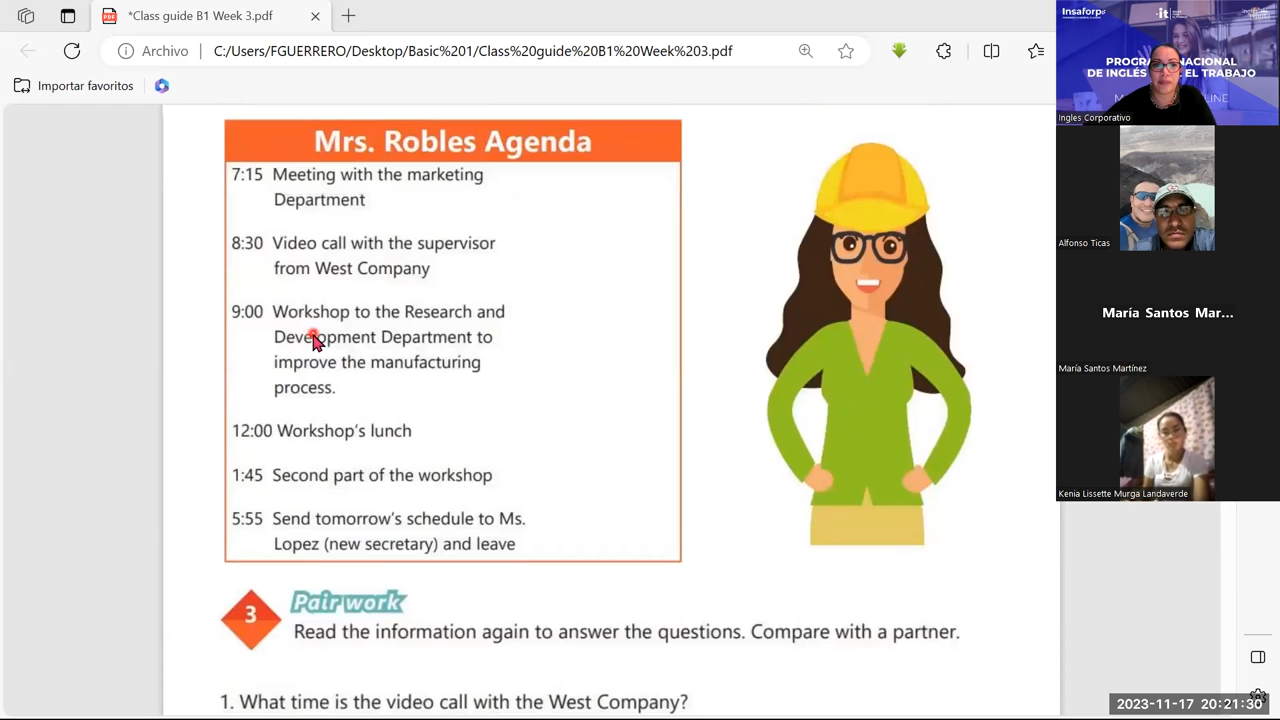 *Class guide B1 Week 3.pdf
Archivo
C:/Users/FGUERRERO/Desktop/Basic%201/Class%20guide%20B1%20Week%203.pdf
Importar favoritos
Mrs. Robles Agenda
7:15 Meeting with the marketing
Department
8:30 Video call with the supervisor
from West Company
9:00 Workshop to the Research and
Development Department to
improve the manufacturing
process.
12:00 Workshop's lunch
1:45 Second part of the workshop
5:55 Send tomorrow's schedule to Ms.
Lopez (new secretary) and leave
3
Pair work
Read the information again to answer the questions. Compare with a partner.
1. What time is the video call with the West Company?
Insaforp
Ingles Corporativo
Alfonso Ticas
María Santos Mar...
María Santos Martínez
Kenia Lissette Murga Landaverde
2023-11-17 20:21:30